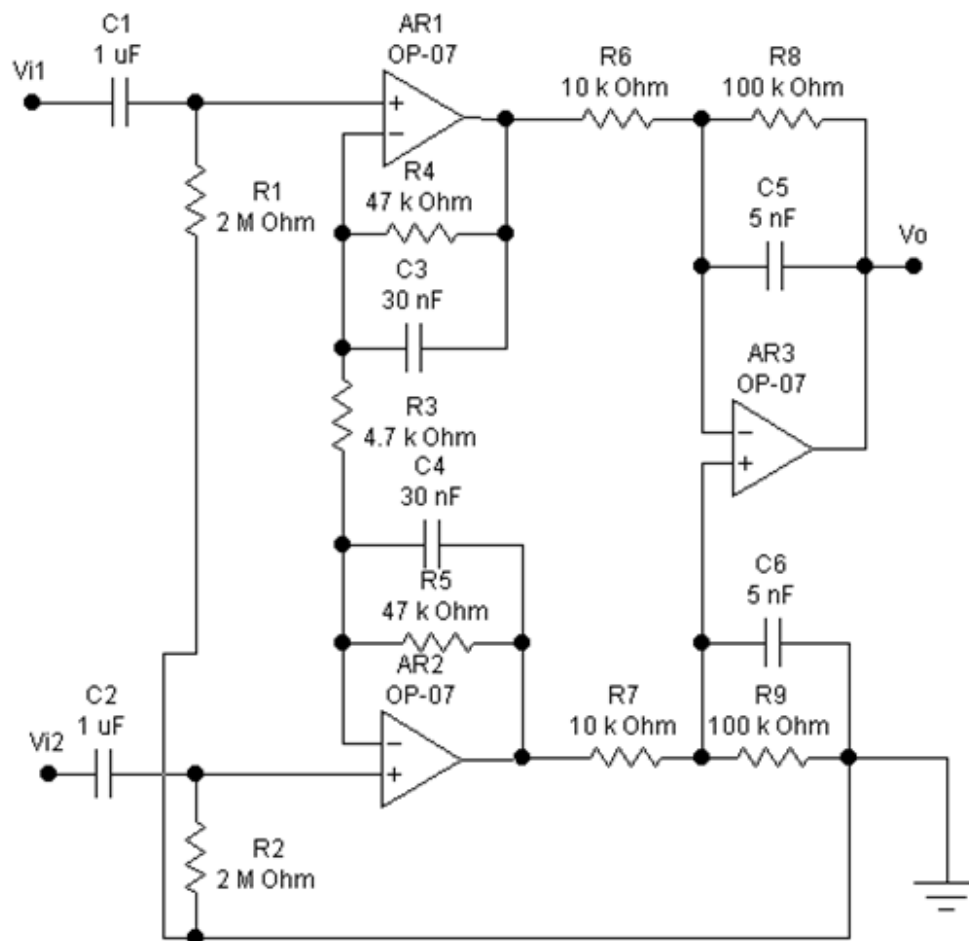 C1
1 uF
Vi1
AR1
OP-07
+
−
R6
10 k Ohm
R8
100 k Ohm
R1
2 M Ohm
R4
47 k Ohm
C5
5 nF
Vo
C3
30 nF
AR3
OP-07
−
+
R3
4.7 k Ohm
C4
30 nF
R5
47 k Ohm
C6
5 nF
AR2
OP-07
−
+
C2
1 uF
Vi2
R7
10 k Ohm
R9
100 k Ohm
R2
2 M Ohm